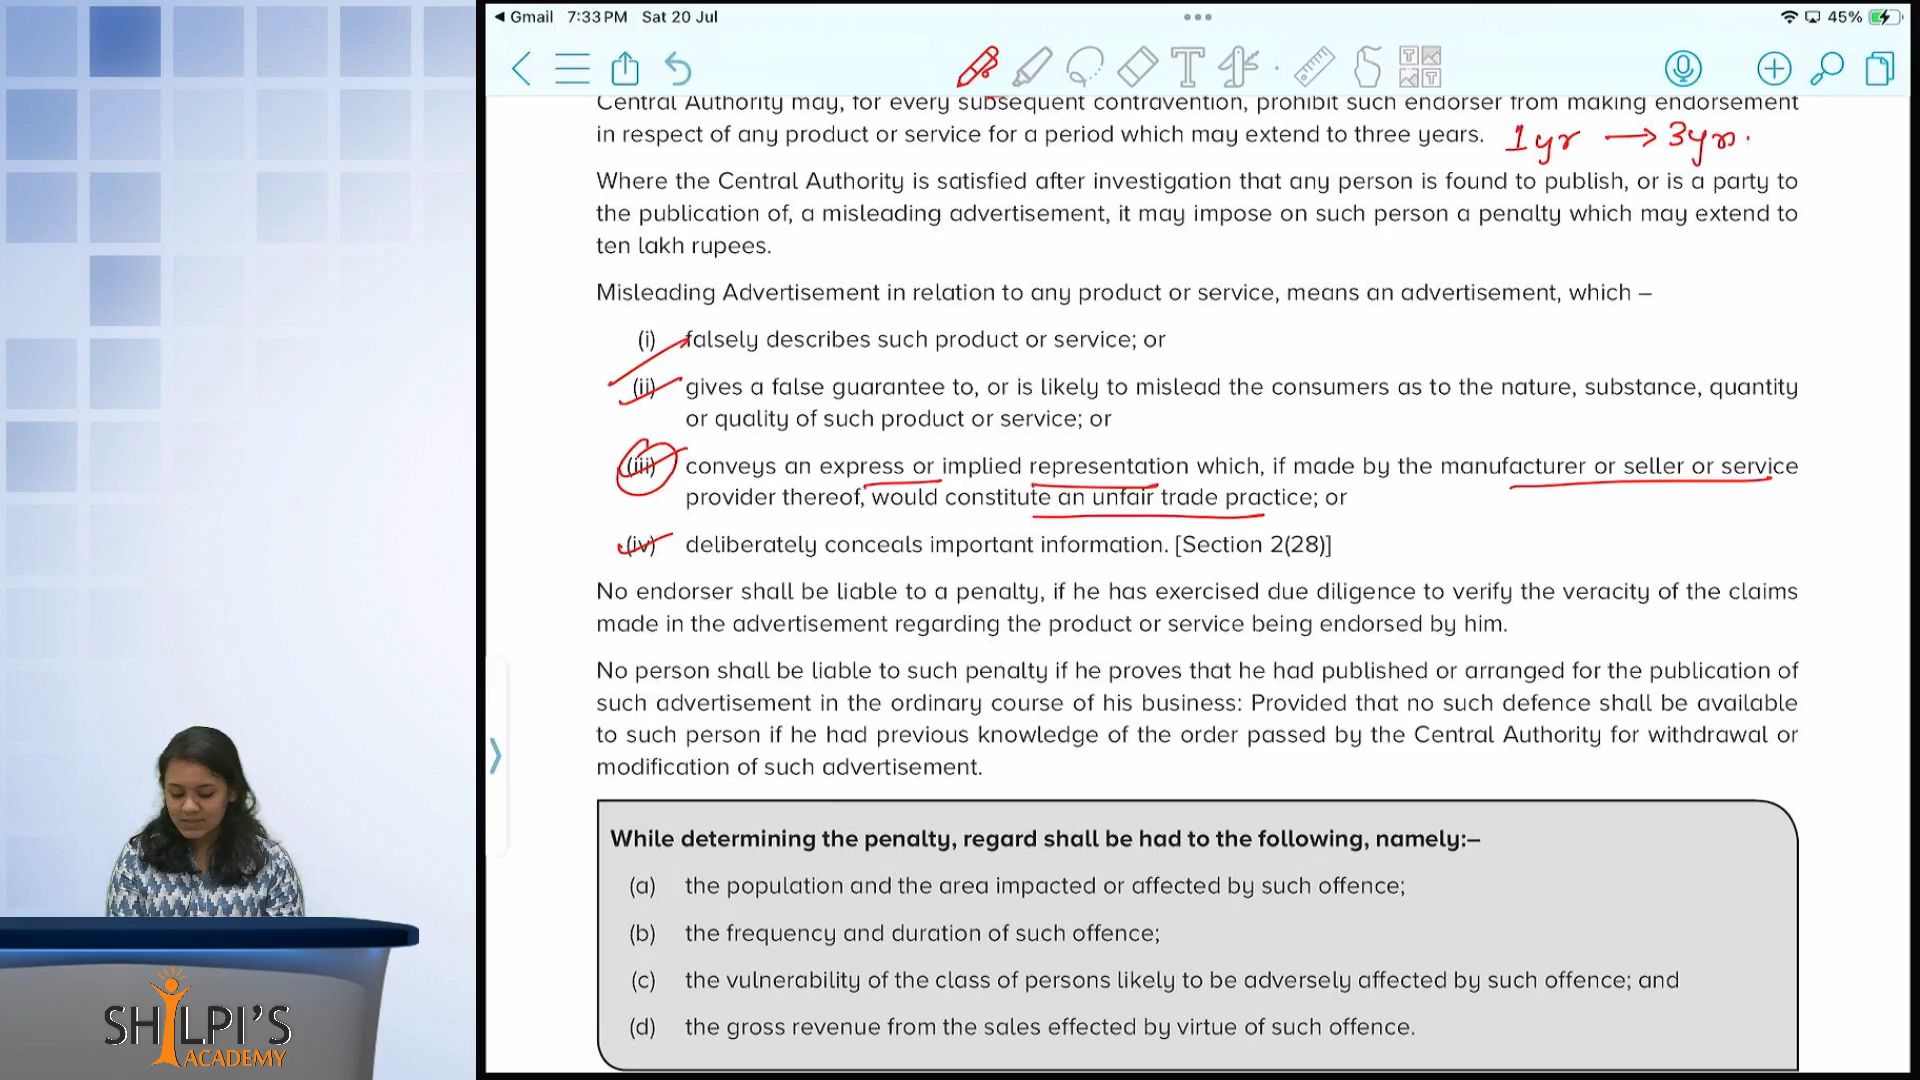 Gmail 7:33 PM Sat 20 Jul
45%
Central Authority may, for every subsequent contravention, prohibit such endorser from making endorsement
in respect of any product or service for a period which may extend to three years. 1yr → 3yrs.
Where the Central Authority is satisfied after investigation that any person is found to publish, or is a party to
the publication of, a misleading advertisement, it may impose on such person a penalty which may extend to
ten lakh rupees.
Misleading Advertisement in relation to any product or service, means an advertisement, which –
(i) falsely describes such product or service; or
(ii) gives a false guarantee to, or is likely to mislead the consumers as to the nature, substance, quantity
or quality of such product or service; or
(iii) conveys an express or implied representation which, if made by the manufacturer or seller or service
provider thereof, would constitute an unfair trade practice; or
(iv) deliberately conceals important information. [Section 2(28)]
No endorser shall be liable to a penalty, if he has exercised due diligence to verify the veracity of the claims
made in the advertisement regarding the product or service being endorsed by him.
No person shall be liable to such penalty if he proves that he had published or arranged for the publication of
such advertisement in the ordinary course of his business: Provided that no such defence shall be available
to such person if he had previous knowledge of the order passed by the Central Authority for withdrawal or
modification of such advertisement.
While determining the penalty, regard shall be had to the following, namely:–
(a) the population and the area impacted or affected by such offence;
(b) the frequency and duration of such offence;
(c) the vulnerability of the class of persons likely to be adversely affected by such offence; and
(d) the gross revenue from the sales effected by virtue of such offence.
SHILPI'S
ACADEMY